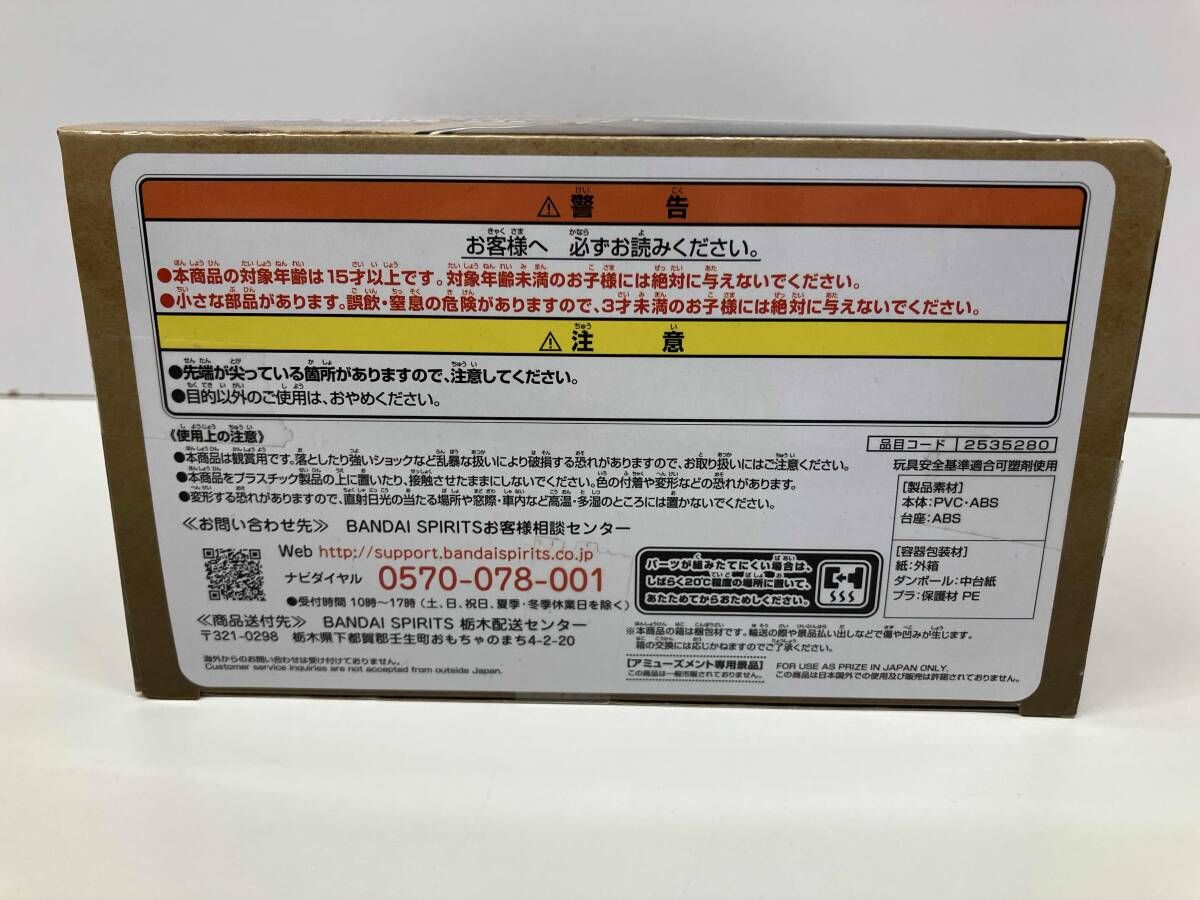 ⚠警告
お客様へ 必ずお読みください。
●本商品の対象年齢は15才以上です。対象年齢未満のお子様には絶対に与えないでください。
●小さな部品があります。誤飲・窒息の危険がありますので、3才未満のお子様には絶対に与えないでください。
⚠注意
●先端が尖っている箇所がありますので、注意してください。
●目的以外のご使用は、おやめください。
《使用上の注意》
●本商品は観賞用です。落としたり強いショックなど乱暴な扱いにより破損する恐れがありますので、お取り扱いにはご注意ください。
●本商品をプラスチック製品の上に置いたり、接触させたままにしないでください。色の付着や変形などの恐れがあります。
●変形する恐れがありますので、直射日光の当たる場所や窓際・車内など高温・多湿のところには置かないでください。
≪お問い合わせ先≫ BANDAI SPIRITSお客様相談センター
Web http://support.bandaispirits.co.jp
ナビダイヤル 0570-078-001
●受付時間 10時〜17時(土、日、祝日、夏季・冬季休業日を除く)
≪商品送付先≫ BANDAI SPIRITS 栃木配送センター
〒321-0298 栃木県下都賀郡壬生町おもちゃのまち4-2-20
海外からのお問い合わせは受け付けておりません。
Customer service inquiries are not accepted from outside Japan.
品目コード 2535280
玩具安全基準適合可塑剤使用
[製品素材]
本体:PVC・ABS
台座:ABS
[容器包装材]
紙:外箱
ダンボール:中台紙
プラ:保護材 PE
パーツが組みたてにくい場合は、
しばらく20℃程度の場所に置いて、
あたためてからおためしください。
※本商品の箱は梱包材です。輸送の際や景品払い出しなどで傷や凹みが生じます。
箱の交換には応じかねますのでご了承ください。
[アミューズメント専用景品]
この商品は一般市販されておりません。
FOR USE AS PRIZE IN JAPAN ONLY.
この商品は日本国外での使用及び販売は許諾されておりません。